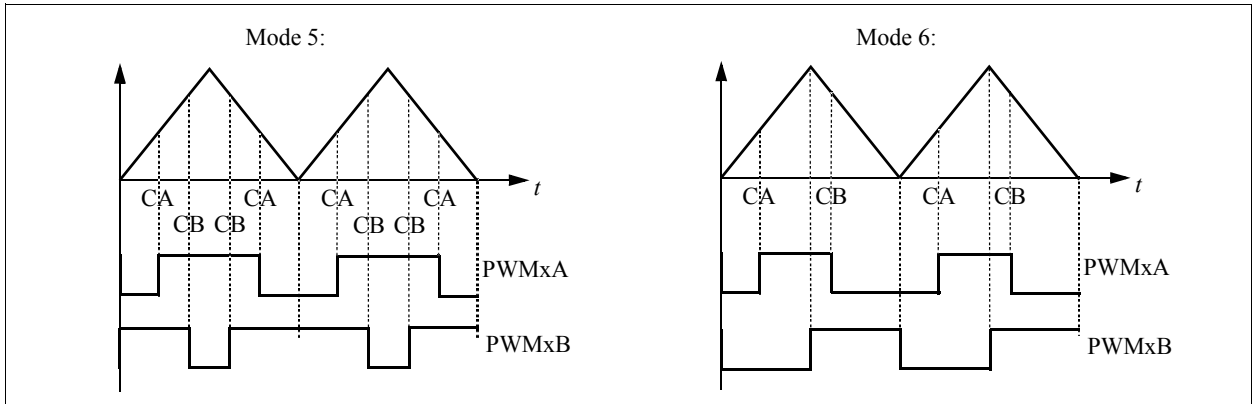 Mode 5:
Mode 6:
t
t
CA CA CA CA
CB CB CB CB
CA CB CA CB
PWMxA
PWMxA
PWMxB
PWMxB